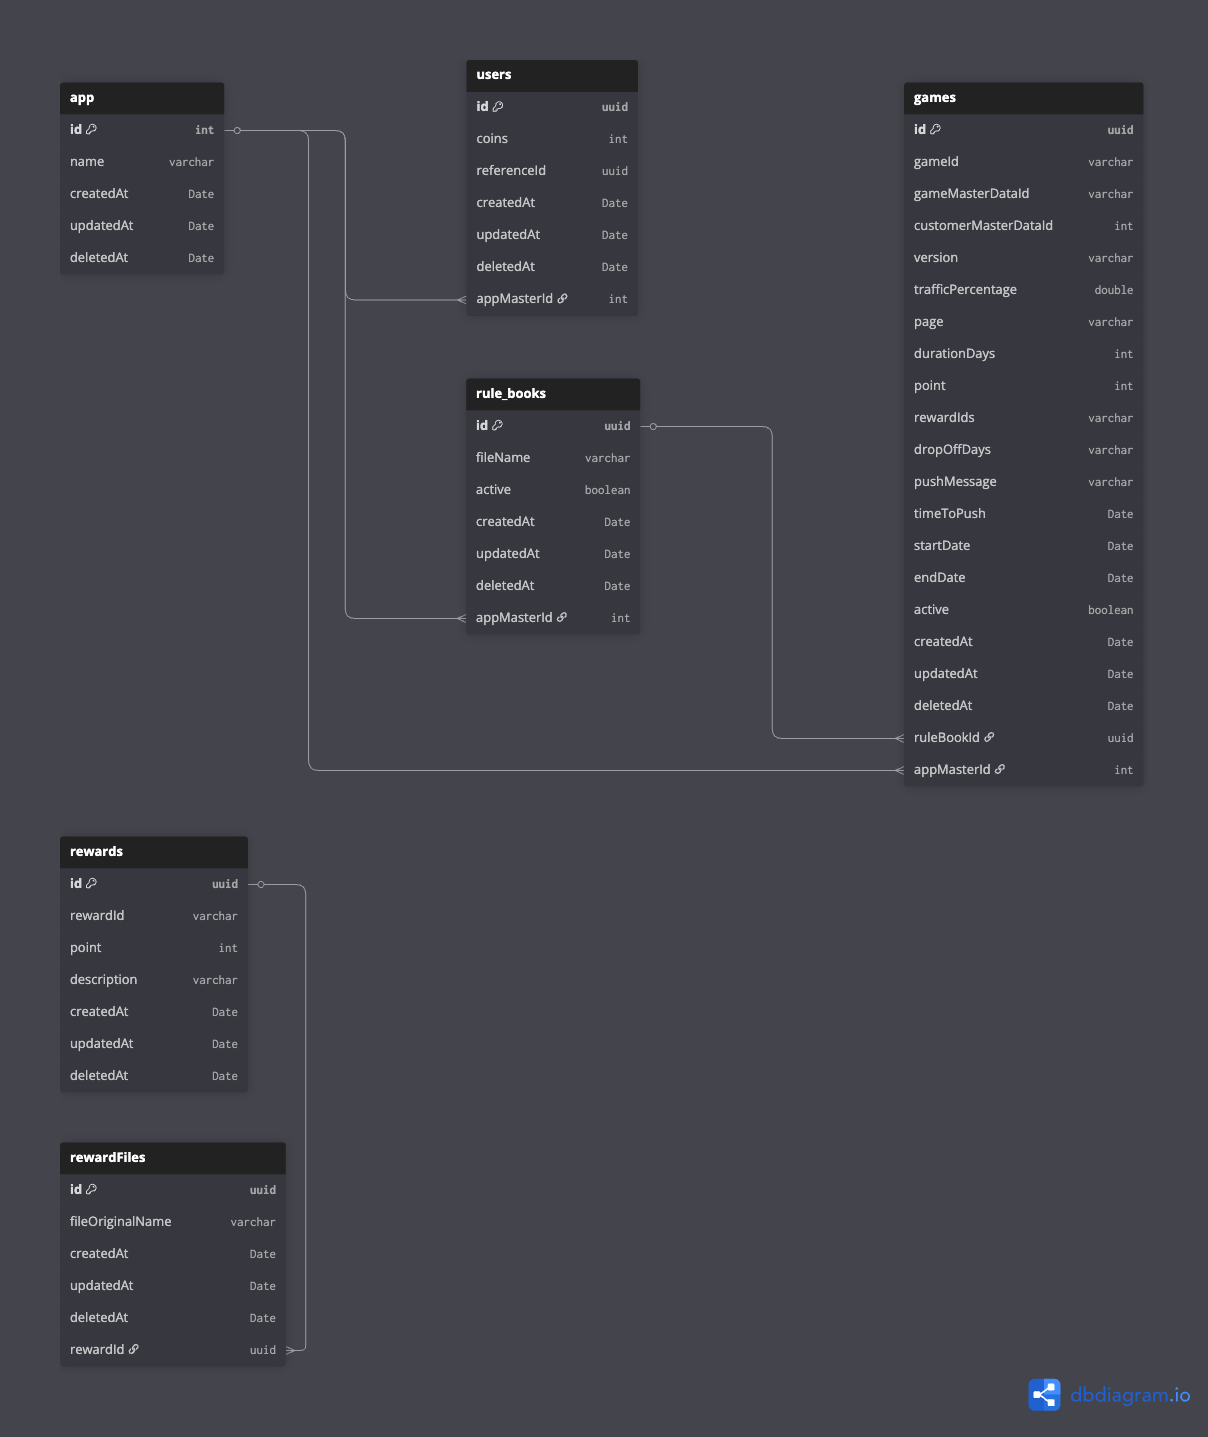 app
id int
name varchar
createdAt Date
updatedAt Date
deletedAt Date
users
id uuid
coins int
referenceId uuid
createdAt Date
updatedAt Date
deletedAt Date
appMasterId int
rule_books
id uuid
fileName varchar
active boolean
createdAt Date
updatedAt Date
deletedAt Date
appMasterId int
games
id uuid
gameId varchar
gameMasterDataId varchar
customerMasterDataId int
version varchar
trafficPercentage double
page varchar
durationDays int
point int
rewardIds varchar
dropOffDays varchar
pushMessage varchar
timeToPush Date
startDate Date
endDate Date
active boolean
createdAt Date
updatedAt Date
deletedAt Date
ruleBookId uuid
appMasterId int
rewards
id uuid
rewardId varchar
point int
description varchar
createdAt Date
updatedAt Date
deletedAt Date
rewardFiles
id uuid
fileOriginalName varchar
createdAt Date
updatedAt Date
deletedAt Date
rewardId uuid
dbdiagram.io